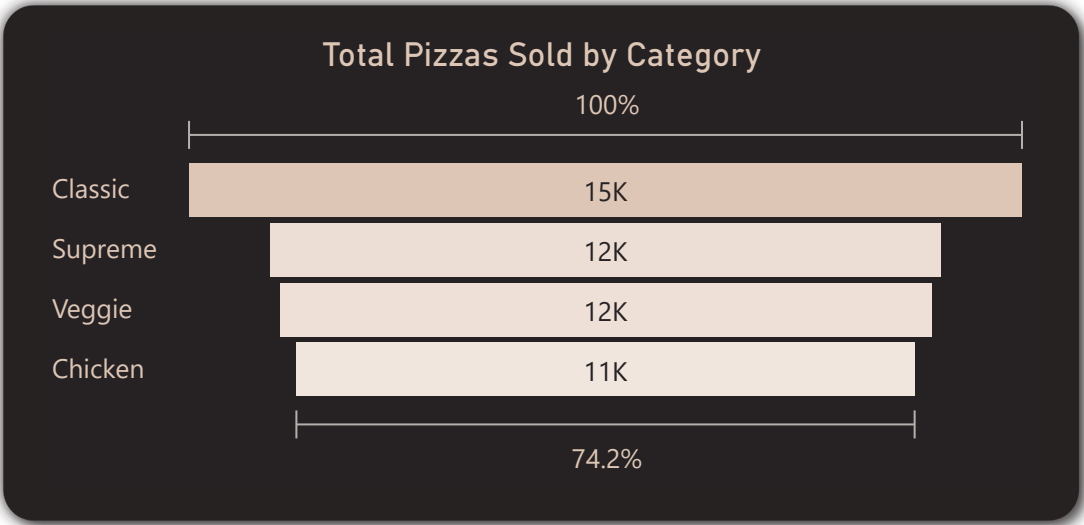 Total Pizzas Sold by Category
100%
Classic 15K
Supreme 12K
Veggie 12K
Chicken 11K
74.2%